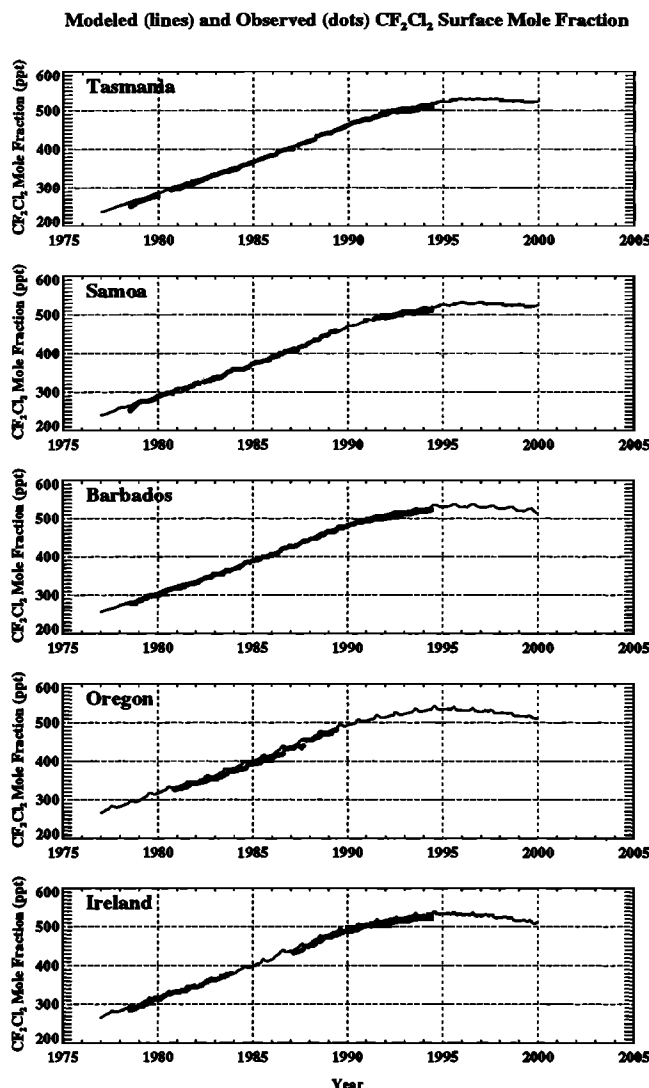 Modeled (lines) and Observed (dots) CF₂Cl₂ Surface Mole Fraction
CF₂Cl₂ Mole Fraction (ppt)
600
500
400
300
200
Tasmania
1975 1980 1985 1990 1995 2000 2005
CF₂Cl₂ Mole Fraction (ppt)
600
500
400
300
200
Samoa
1975 1980 1985 1990 1995 2000 2005
CF₂Cl₂ Mole Fraction (ppt)
600
500
400
300
200
Barbados
1975 1980 1985 1990 1995 2000 2005
CF₂Cl₂ Mole Fraction (ppt)
600
500
400
300
200
Oregon
1975 1980 1985 1990 1995 2000 2005
CF₂Cl₂ Mole Fraction (ppt)
600
500
400
300
200
Ireland
1975 1980 1985 1990 1995 2000 2005
Year